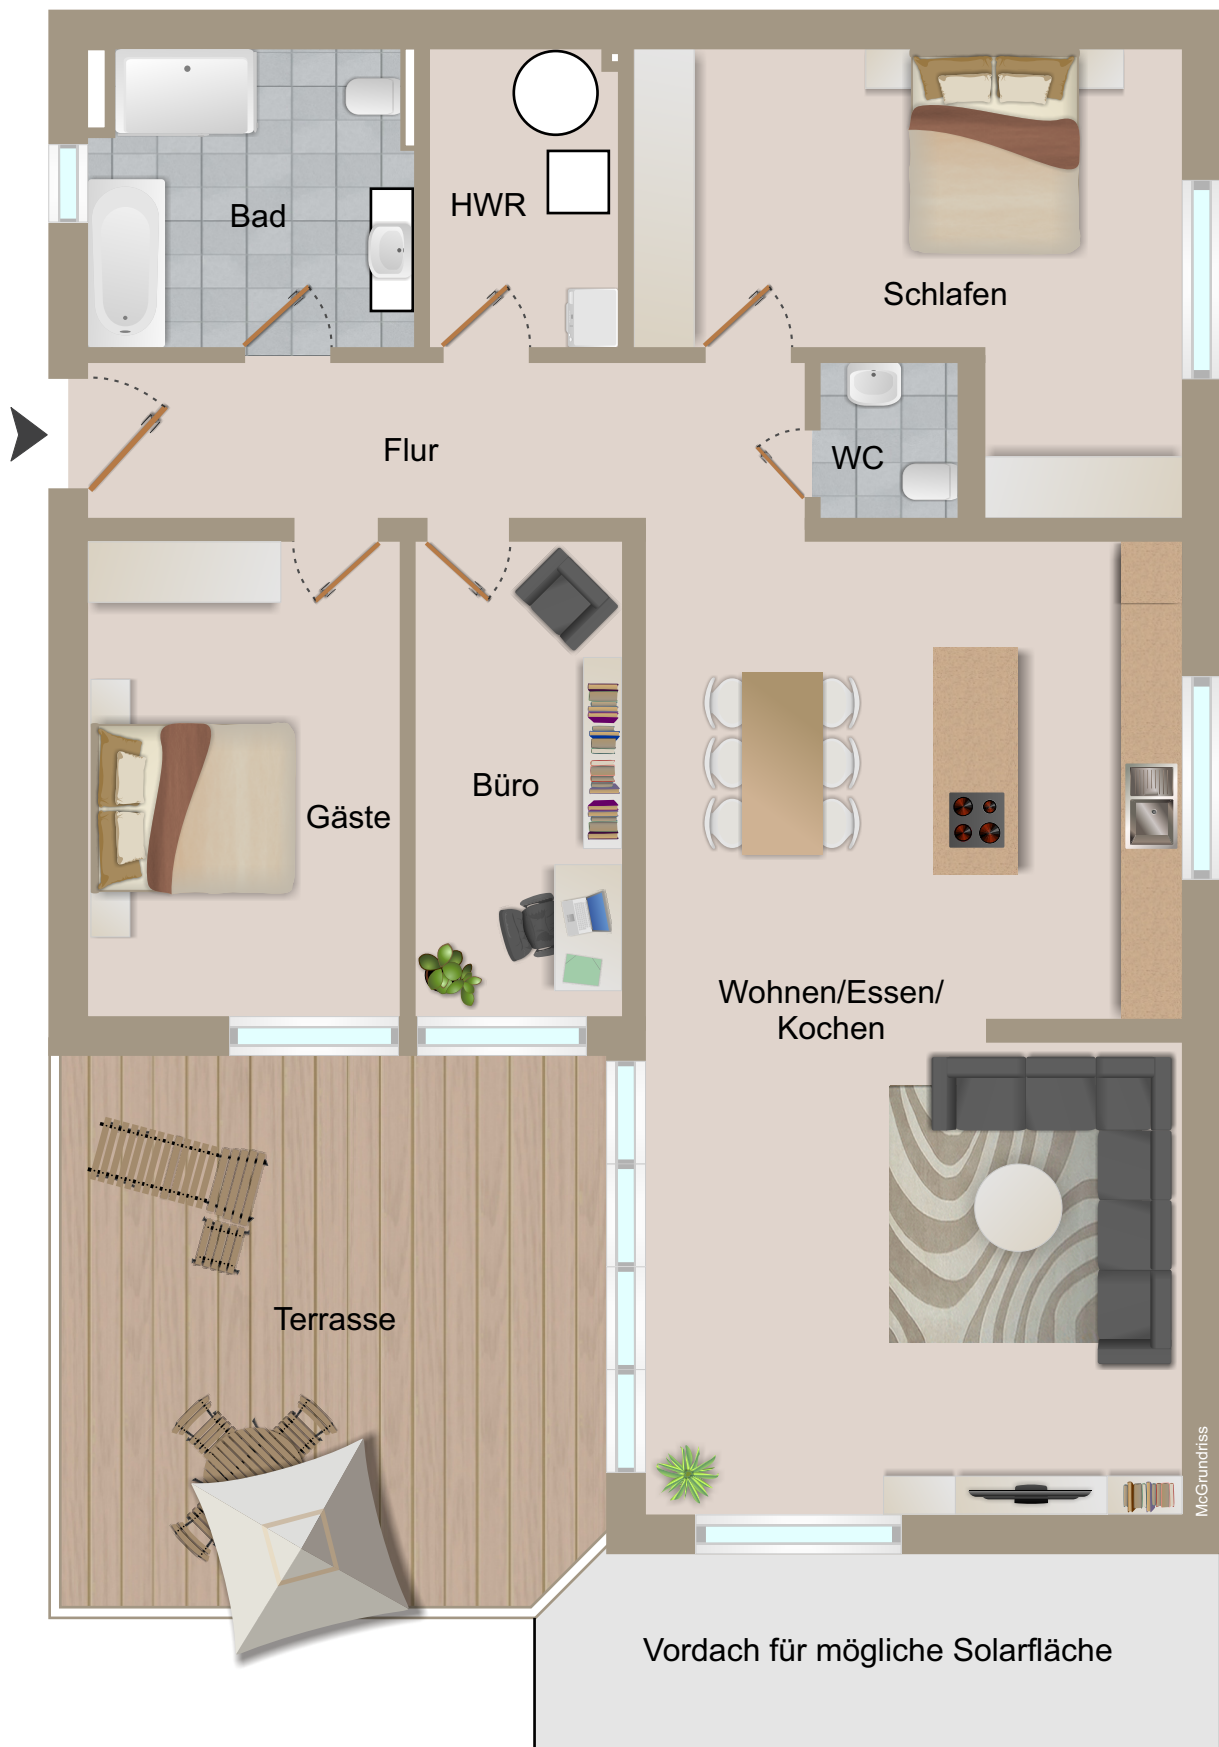 Bad
HWR
Schlafen
Flur
WC
Gäste
Büro
Wohnen/Essen/
Kochen
Terrasse
McGrundriss
Vordach für mögliche Solarfläche